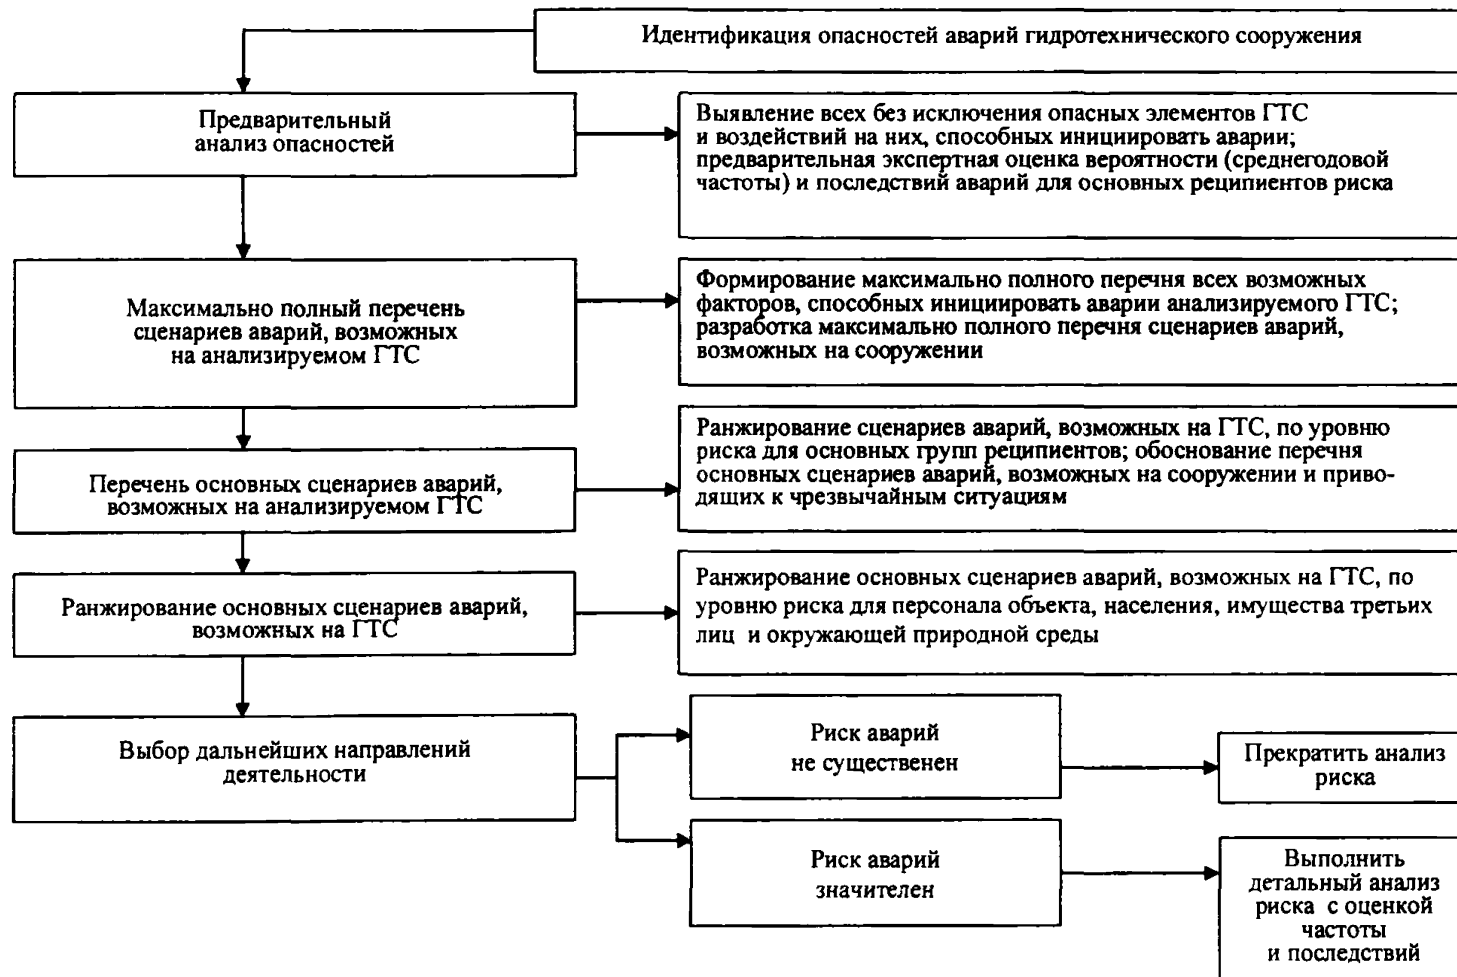 Идентификация опасностей аварий гидротехнического сооружения
Предварительный
анализ опасностей
Выявление всех без исключения опасных элементов ГТС
и воздействий на них, способных инициировать аварии;
предварительная экспертная оценка вероятности (среднегодовой
частоты) и последствий аварий для основных реципиентов риска
Максимально полный перечень
сценариев аварий, возможных
на анализируемом ГТС
Формирование максимально полного перечня всех возможных
факторов, способных инициировать аварии анализируемого ГТС;
разработка максимально полного перечня сценариев аварий,
возможных на сооружении
Перечень основных сценариев аварий,
возможных на анализируемом ГТС
Ранжирование сценариев аварий, возможных на ГТС, по уровню
риска для основных групп реципиентов; обоснование перечня
основных сценариев аварий, возможных на сооружении и приво-
дящих к чрезвычайным ситуациям
Ранжирование основных сценариев аварий,
возможных на ГТС
Ранжирование основных сценариев аварий, возможных на ГТС, по
уровню риска для персонала объекта, населения, имущества третьих
лиц и окружающей природной среды
Выбор дальнейших направлений
деятельности
Риск аварий
не существенен
Прекратить анализ
риска
Риск аварий
значителен
Выполнить
детальный анализ
риска с оценкой
частоты
и последствий